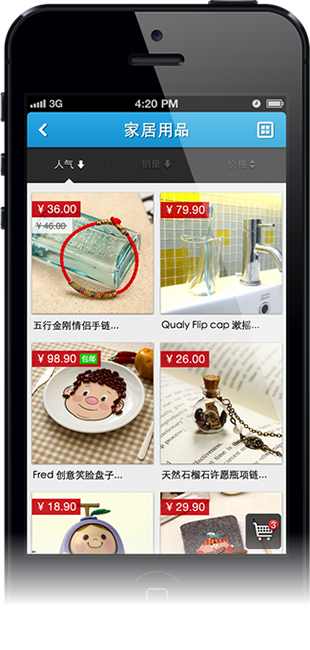 3G 4:20 PM
家居用品
人气 销量 价格
¥ 36.00
¥ 46.00
五行金刚情侣手链...
¥ 79.90
Qualy Flip cap 漱摇...
¥ 98.90 包邮
Fred 创意笑脸盘子...
¥ 26.00
天然石榴石许愿瓶项链...
¥ 18.90
¥ 29.90
3